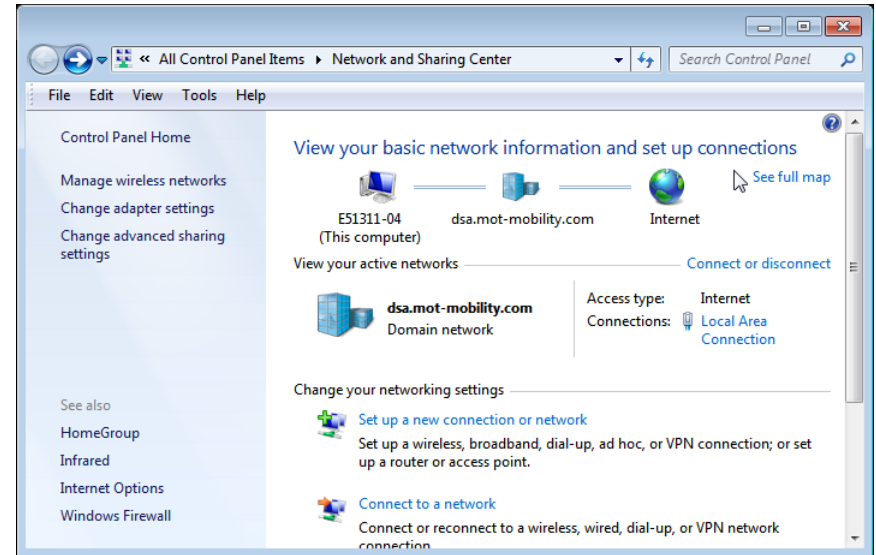 « All Control Panel Items ▸ Network and Sharing Center
Search Control Panel
File Edit View Tools Help
Control Panel Home
Manage wireless networks
Change adapter settings
Change advanced sharing
settings
See also
HomeGroup
Infrared
Internet Options
Windows Firewall
View your basic network information and set up connections
See full map
E51311-04
(This computer)
dsa.mot-mobility.com
Internet
View your active networks
Connect or disconnect
dsa.mot-mobility.com
Domain network
Access type: Internet
Connections: Local Area
Connection
Change your networking settings
Set up a new connection or network
Set up a wireless, broadband, dial-up, ad hoc, or VPN connection; or set
up a router or access point.
Connect to a network
Connect or reconnect to a wireless, wired, dial-up, or VPN network
connection